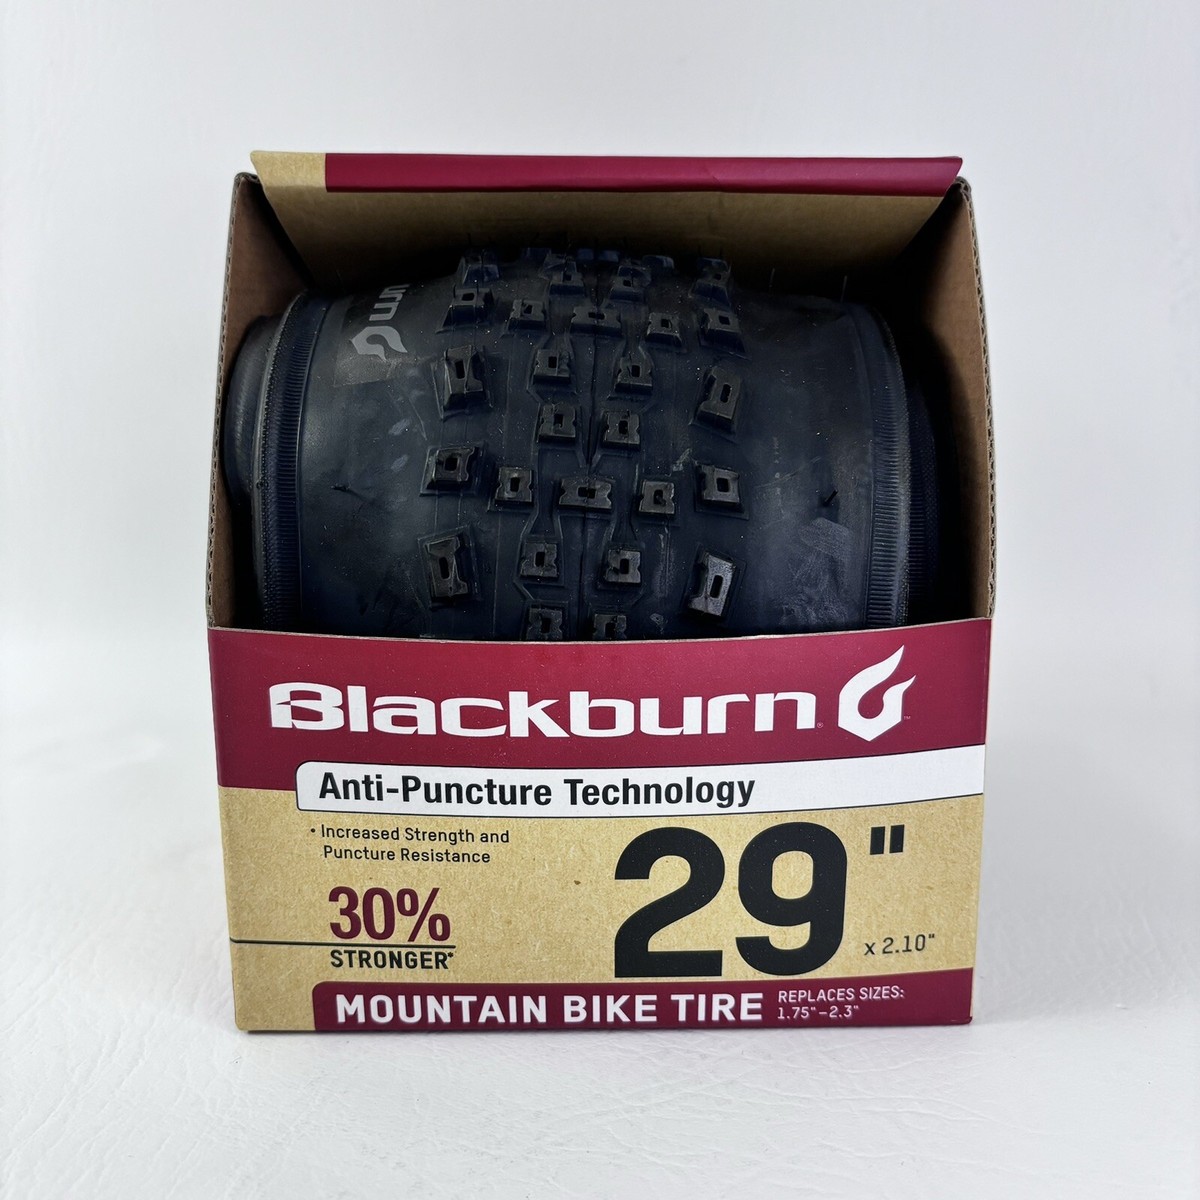 urn
Blackburn®
Anti-Puncture Technology
• Increased Strength and
Puncture Resistance
30%
STRONGER*
29"
x 2.10"
MOUNTAIN BIKE TIRE
REPLACES SIZES:
1.75"-2.3"